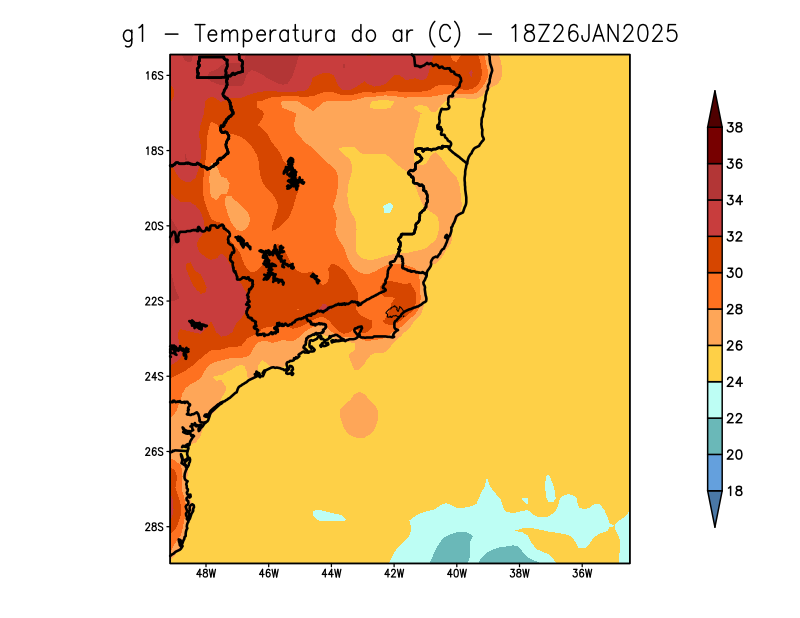 g1 − Temperatura do ar (C) − 18Z26JAN2025
16S
18S
20S
22S
24S
26S
28S
48W
46W
44W
42W
40W
38W
36W
38
36
34
32
30
28
26
24
22
20
18